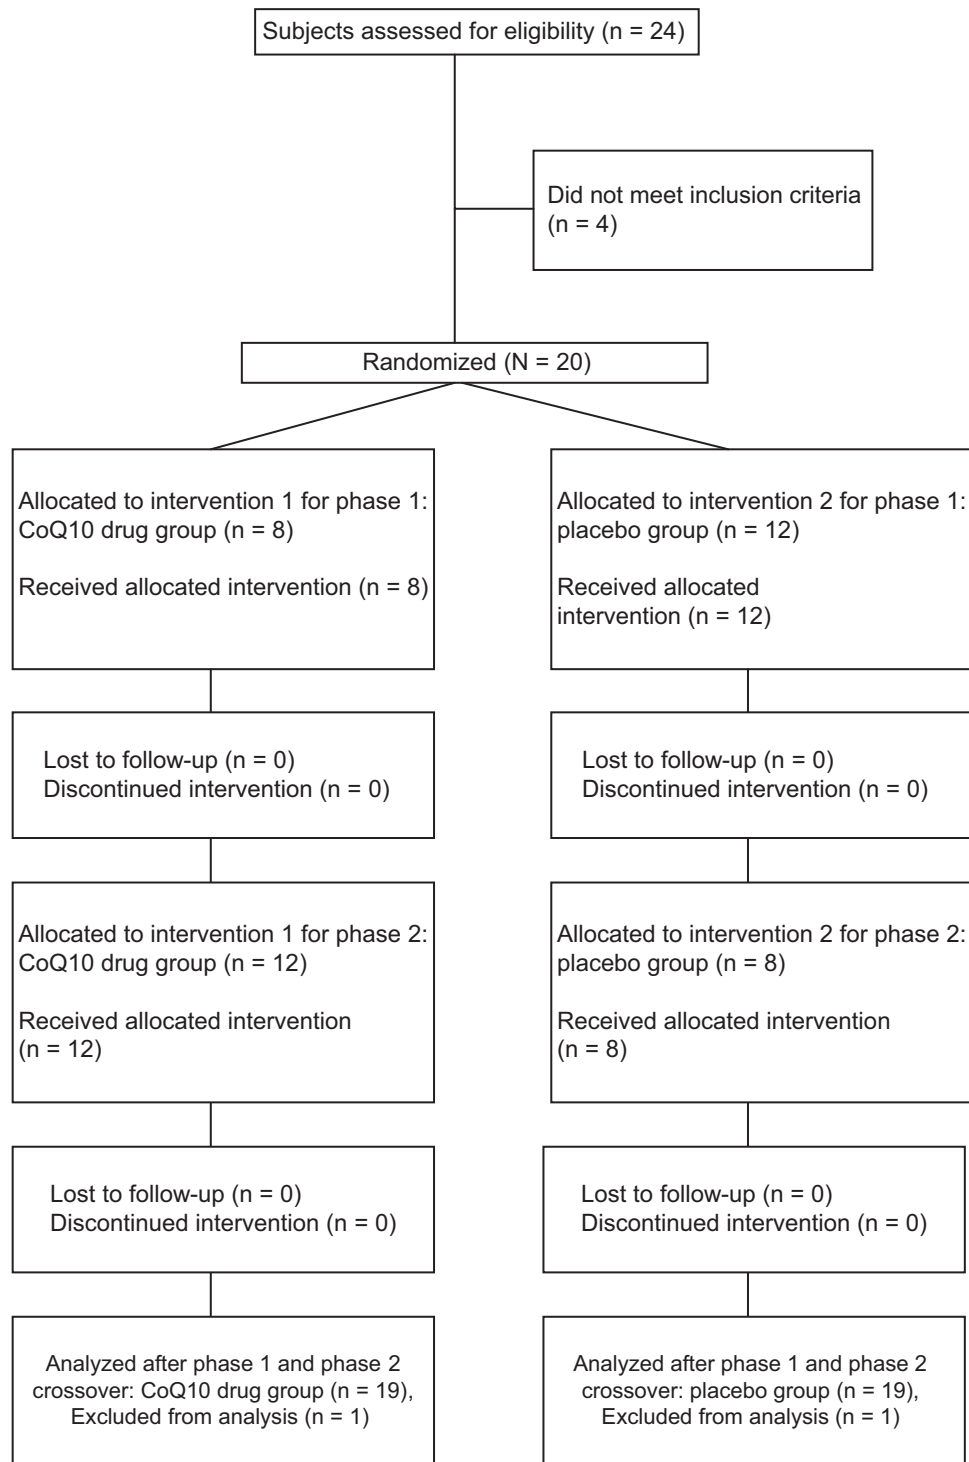 Subjects assessed for eligibility (n = 24)
Did not meet inclusion criteria
(n = 4)
Randomized (N = 20)
Allocated to intervention 1 for phase 1:
CoQ10 drug group (n = 8)
Received allocated intervention (n = 8)
Allocated to intervention 2 for phase 1:
placebo group (n = 12)
Received allocated
intervention (n = 12)
Lost to follow-up (n = 0)
Discontinued intervention (n = 0)
Lost to follow-up (n = 0)
Discontinued intervention (n = 0)
Allocated to intervention 1 for phase 2:
CoQ10 drug group (n = 12)
Received allocated intervention
(n = 12)
Allocated to intervention 2 for phase 2:
placebo group (n = 8)
Received allocated intervention
(n = 8)
Lost to follow-up (n = 0)
Discontinued intervention (n = 0)
Lost to follow-up (n = 0)
Discontinued intervention (n = 0)
Analyzed after phase 1 and phase 2
crossover: CoQ10 drug group (n = 19),
Excluded from analysis (n = 1)
Analyzed after phase 1 and phase 2
crossover: placebo group (n = 19),
Excluded from analysis (n = 1)